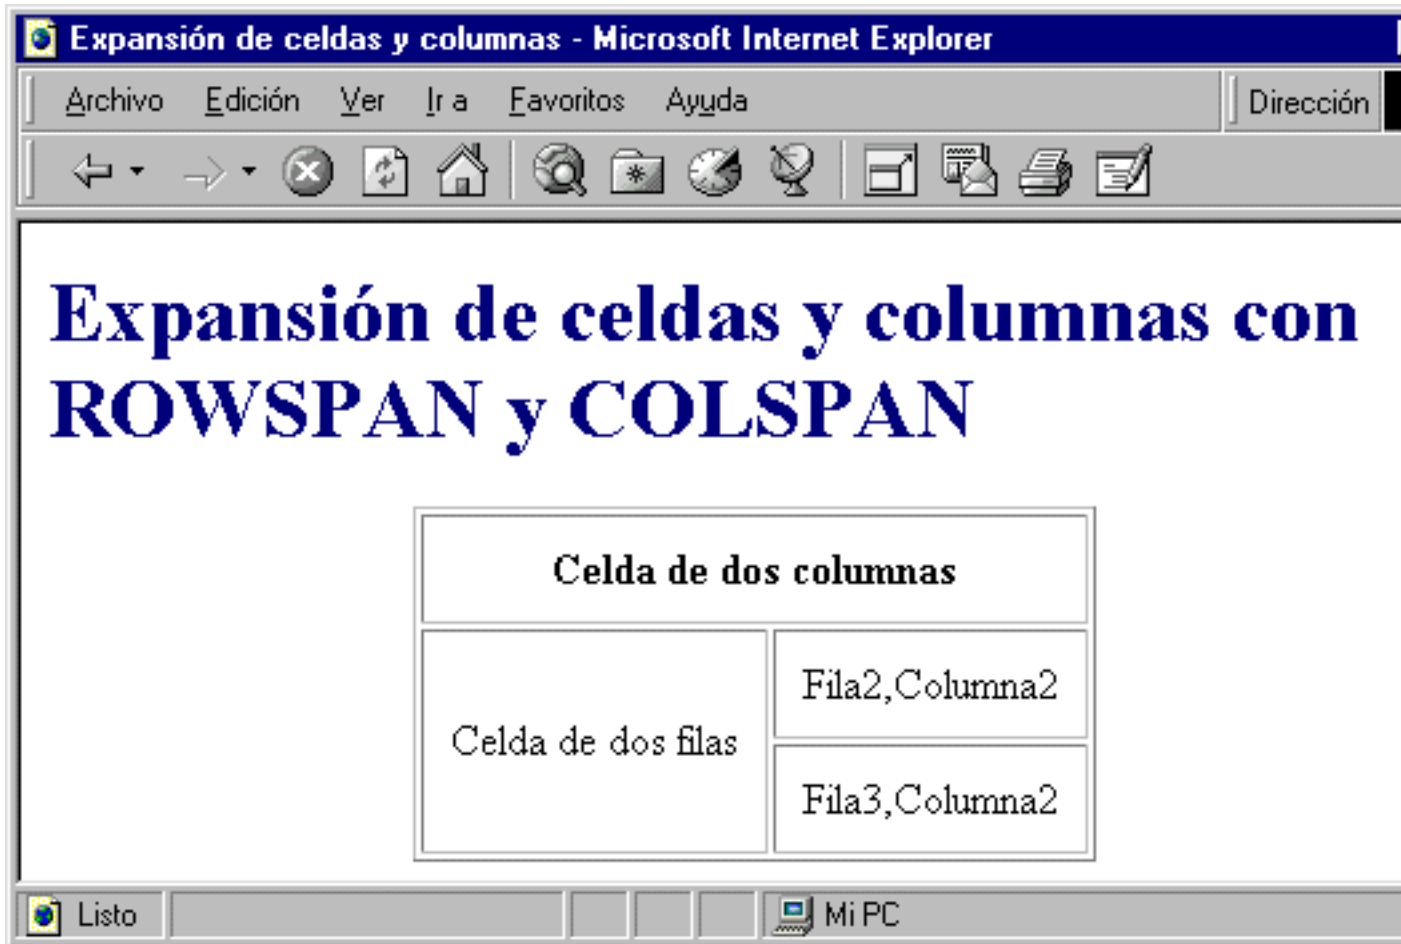 Expansión de celdas y columnas - Microsoft Internet Explorer
Archivo Edición Ver Ir a Favoritos Ayuda Dirección
Expansión de celdas y columnas con
ROWSPAN y COLSPAN
Celda de dos columnas
Celda de dos filas
Fila2,Columna2
Fila3,Columna2
Listo Mi PC